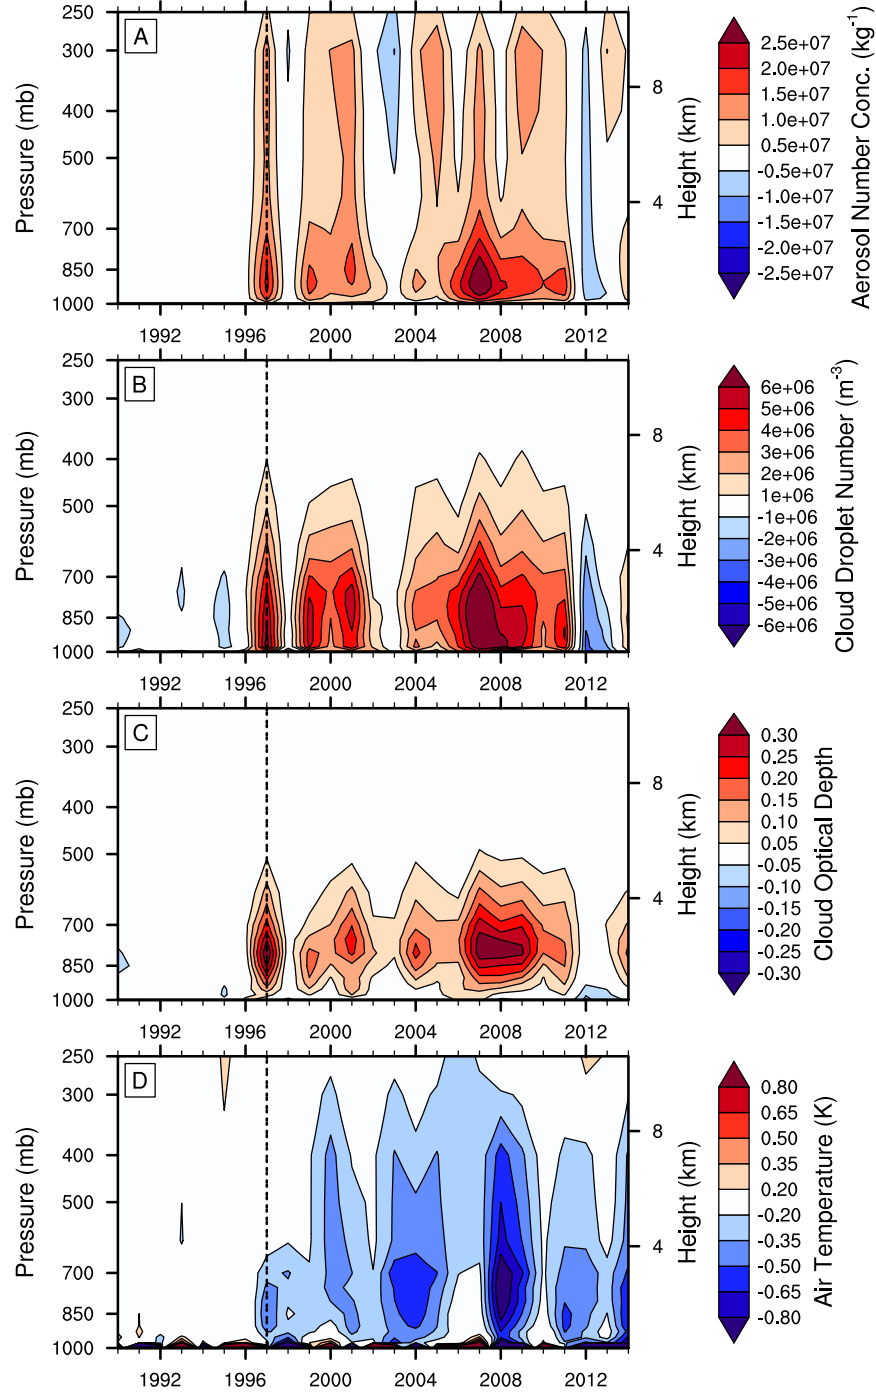 A
250
300
400
500
700
850
1000
Pressure (mb)
8
4
Height (km)
1992 1996 2000 2004 2008 2012
2.5e+07
2.0e+07
1.5e+07
1.0e+07
0.5e+07
-0.5e+07
-1.0e+07
-1.5e+07
-2.0e+07
-2.5e+07
Aerosol Number Conc. (kg-1)
B
250
300
400
500
700
850
1000
Pressure (mb)
8
4
Height (km)
1992 1996 2000 2004 2008 2012
6e+06
5e+06
4e+06
3e+06
2e+06
1e+06
-1e+06
-2e+06
-3e+06
-4e+06
-5e+06
-6e+06
Cloud Droplet Number (m-3)
C
250
300
400
500
700
850
1000
Pressure (mb)
8
4
Height (km)
1992 1996 2000 2004 2008 2012
0.30
0.25
0.20
0.15
0.10
0.05
-0.05
-0.10
-0.15
-0.20
-0.25
-0.30
Cloud Optical Depth
D
250
300
400
500
700
850
1000
Pressure (mb)
8
4
Height (km)
1992 1996 2000 2004 2008 2012
0.80
0.65
0.50
0.35
0.20
-0.20
-0.35
-0.50
-0.65
-0.80
Air Temperature (K)